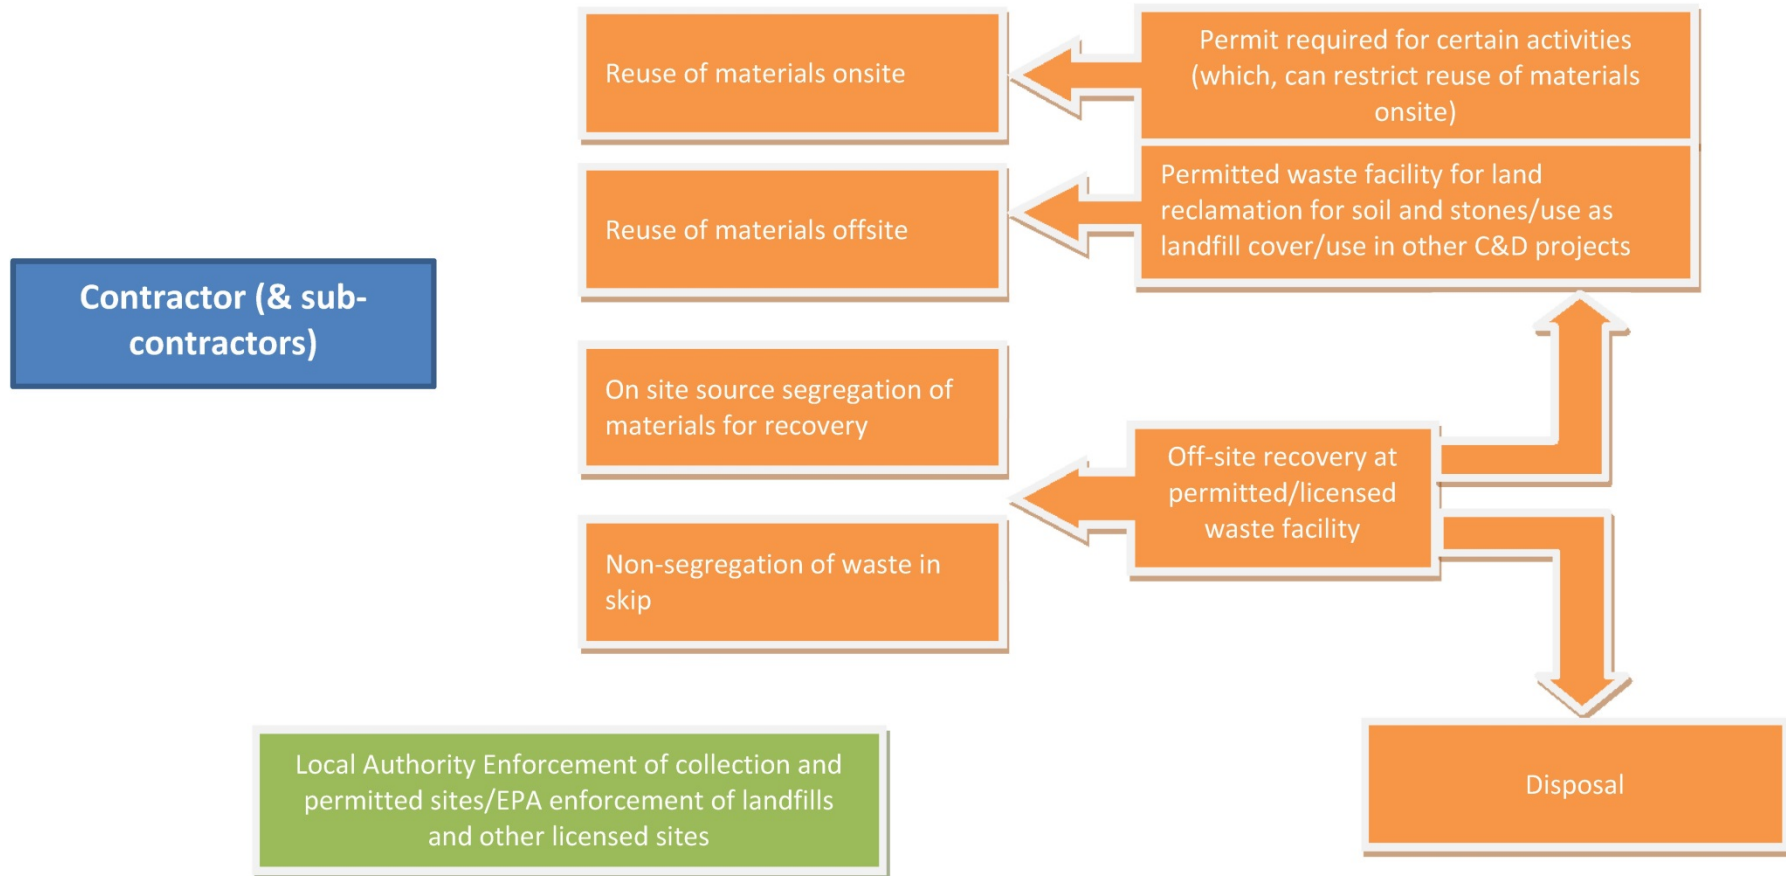 Reuse of materials onsite
Permit required for certain activities
(which, can restrict reuse of materials
onsite)
Reuse of materials offsite
Permitted waste facility for land
reclamation for soil and stones/use as
landfill cover/use in other C&D projects
Contractor (& sub-
contractors)
On site source segregation of
materials for recovery
Off-site recovery at
permitted/licensed
waste facility
Non-segregation of waste in
skip
Local Authority Enforcement of collection and
permitted sites/EPA enforcement of landfills
and other licensed sites
Disposal